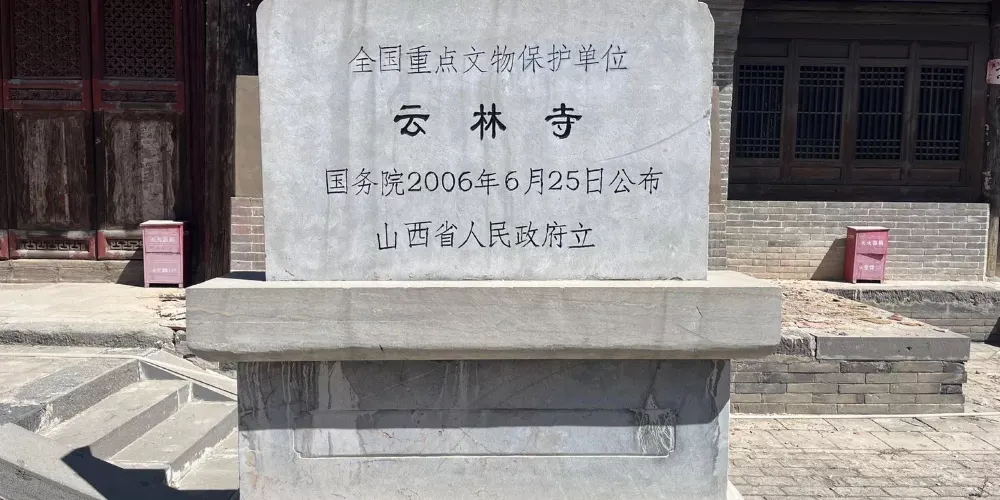 全国重点文物保护单位
云林寺
国务院2006年6月25日公布
山西省人民政府立